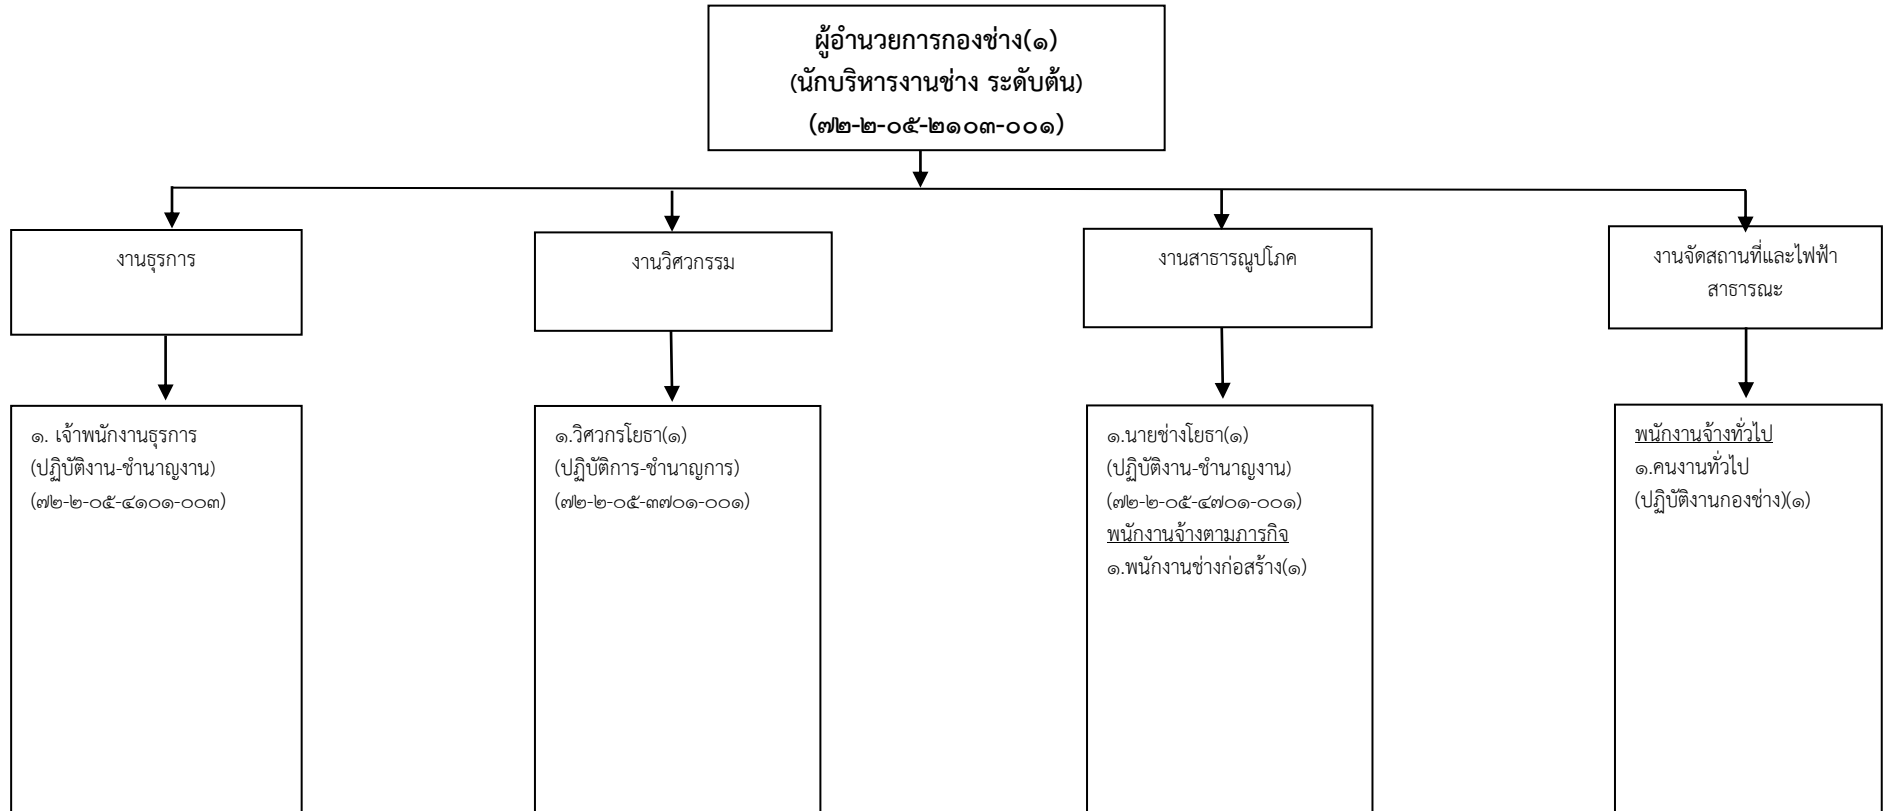 ผู้อำนวยการกองช่าง(๑)
(นักบริหารงานช่าง ระดับต้น)
(๗๒-๒-๐๕-๒๑๐๓-๐๐๑)
งานธุรการ
งานวิศวกรรม
งานสาธารณูปโภค
งานจัดสถานที่และไฟฟ้า
สาธารณะ
๑. เจ้าพนักงานธุรการ
(ปฏิบัติงาน-ชำนาญงาน)
(๗๒-๒-๐๕-๔๑๐๑-๐๐๓)
๑.วิศวกรโยธา(๑)
(ปฏิบัติการ-ชำนาญการ)
(๗๒-๒-๐๕-๓๗๐๑-๐๐๑)
๑.นายช่างโยธา(๑)
(ปฏิบัติงาน-ชำนาญงาน)
(๗๒-๒-๐๕-๔๗๐๑-๐๐๑)
พนักงานจ้างตามภารกิจ
๑.พนักงานช่างก่อสร้าง(๑)
พนักงานจ้างทั่วไป
๑.คนงานทั่วไป
(ปฏิบัติงานกองช่าง)(๑)